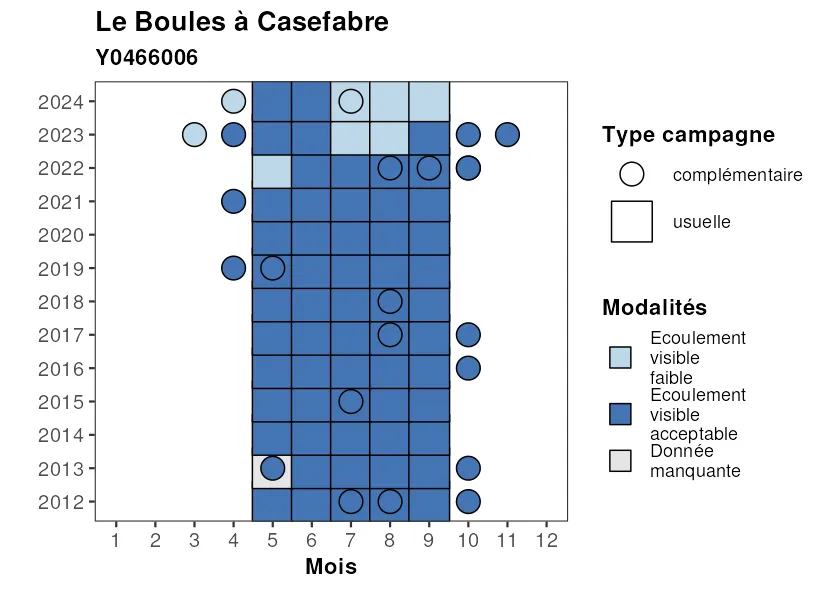 Le Boules à Casefabre
Y0466006
2024
2023
2022
2021
2020
2019
2018
2017
2016
2015
2014
2013
2012
1 2 3 4 5 6 7 8 9 10 11 12
Mois
Type campagne
complémentaire
usuelle
Modalités
Ecoulement
visible
faible
Ecoulement
visible
acceptable
Donnée
manquante